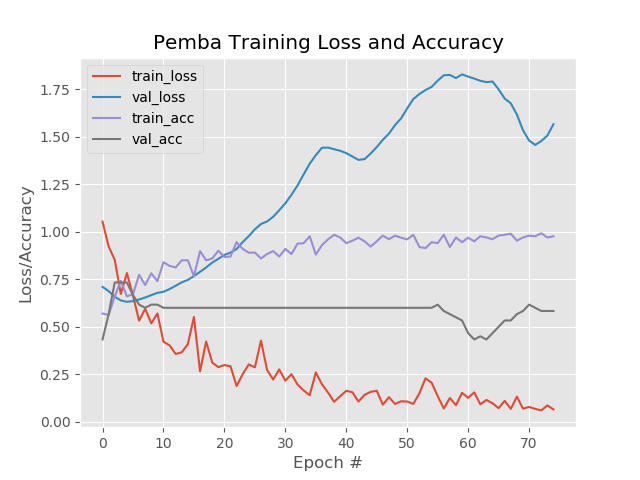 Pemba Training Loss and Accuracy
train_loss
val_loss
train_acc
val_acc
Loss/Accuracy
1.75
1.50
1.25
1.00
0.75
0.50
0.25
0.00
0 10 20 30 40 50 60 70
Epoch #